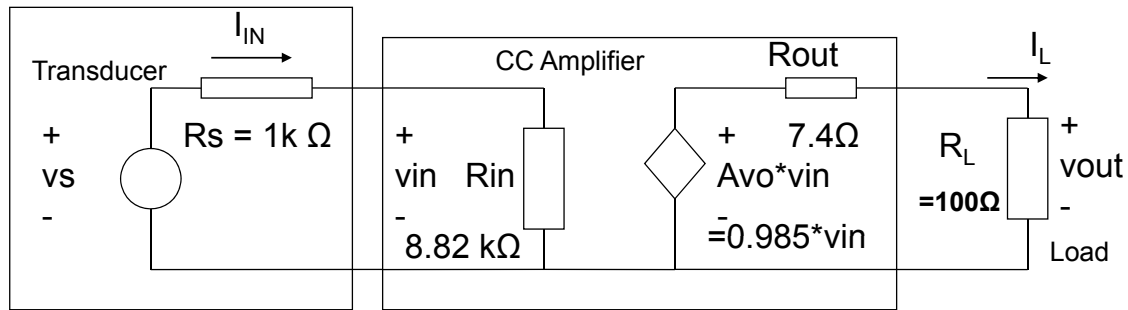 I_IN
Transducer
CC Amplifier
Rout
I_L
+
vs
-
Rs = 1k Ω
+
vin
-
Rin
8.82 kΩ
+
Avo*vin
-
=0.985*vin
7.4Ω
R_L
=100Ω
+
vout
-
Load